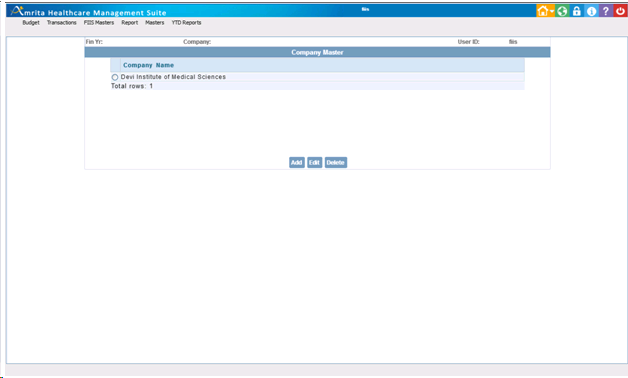 Amrita Healthcare Management Suite fiis
Budget Transactions FIIS Masters Report Masters YTD Reports
Fin Yr: Company: User ID: fiis
Company Master
Company Name
Devi Institute of Medical Sciences
Total rows: 1
Add Edit Delete